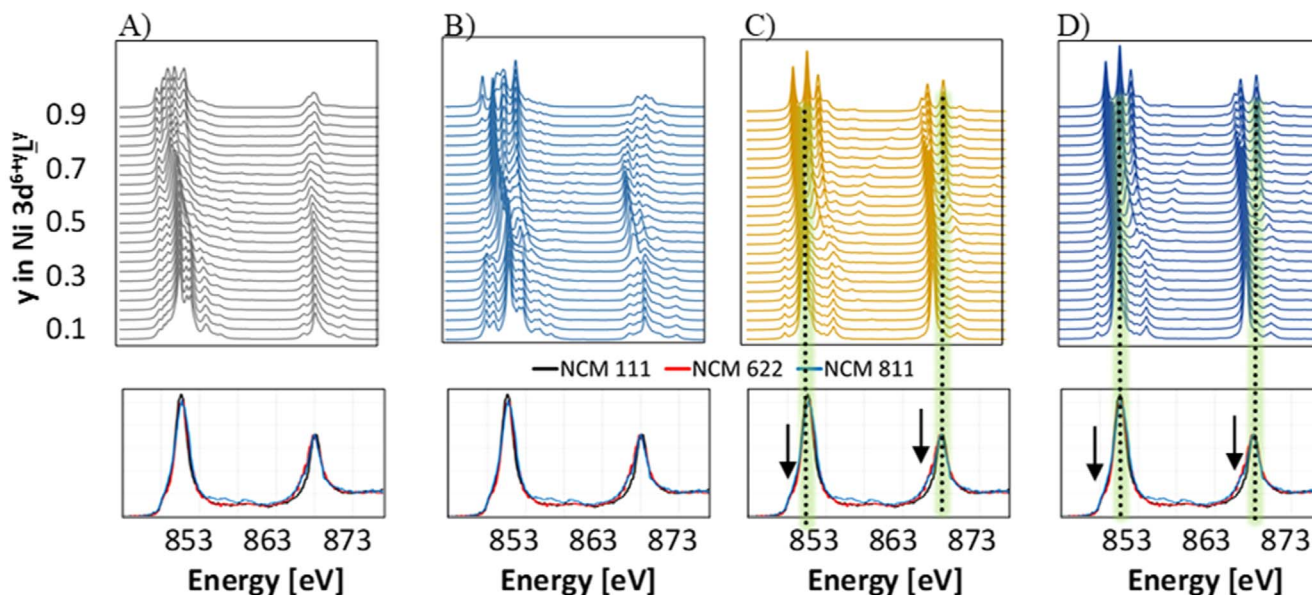 A)
B)
C)
D)
y in Ni 3d⁶⁺ʸL̲ʸ
0.9
0.7
0.5
0.3
0.1
NCM 111 NCM 622 NCM 811
853 863 873
853 863 873
853 863 873
853 863 873
Energy [eV]
Energy [eV]
Energy [eV]
Energy [eV]